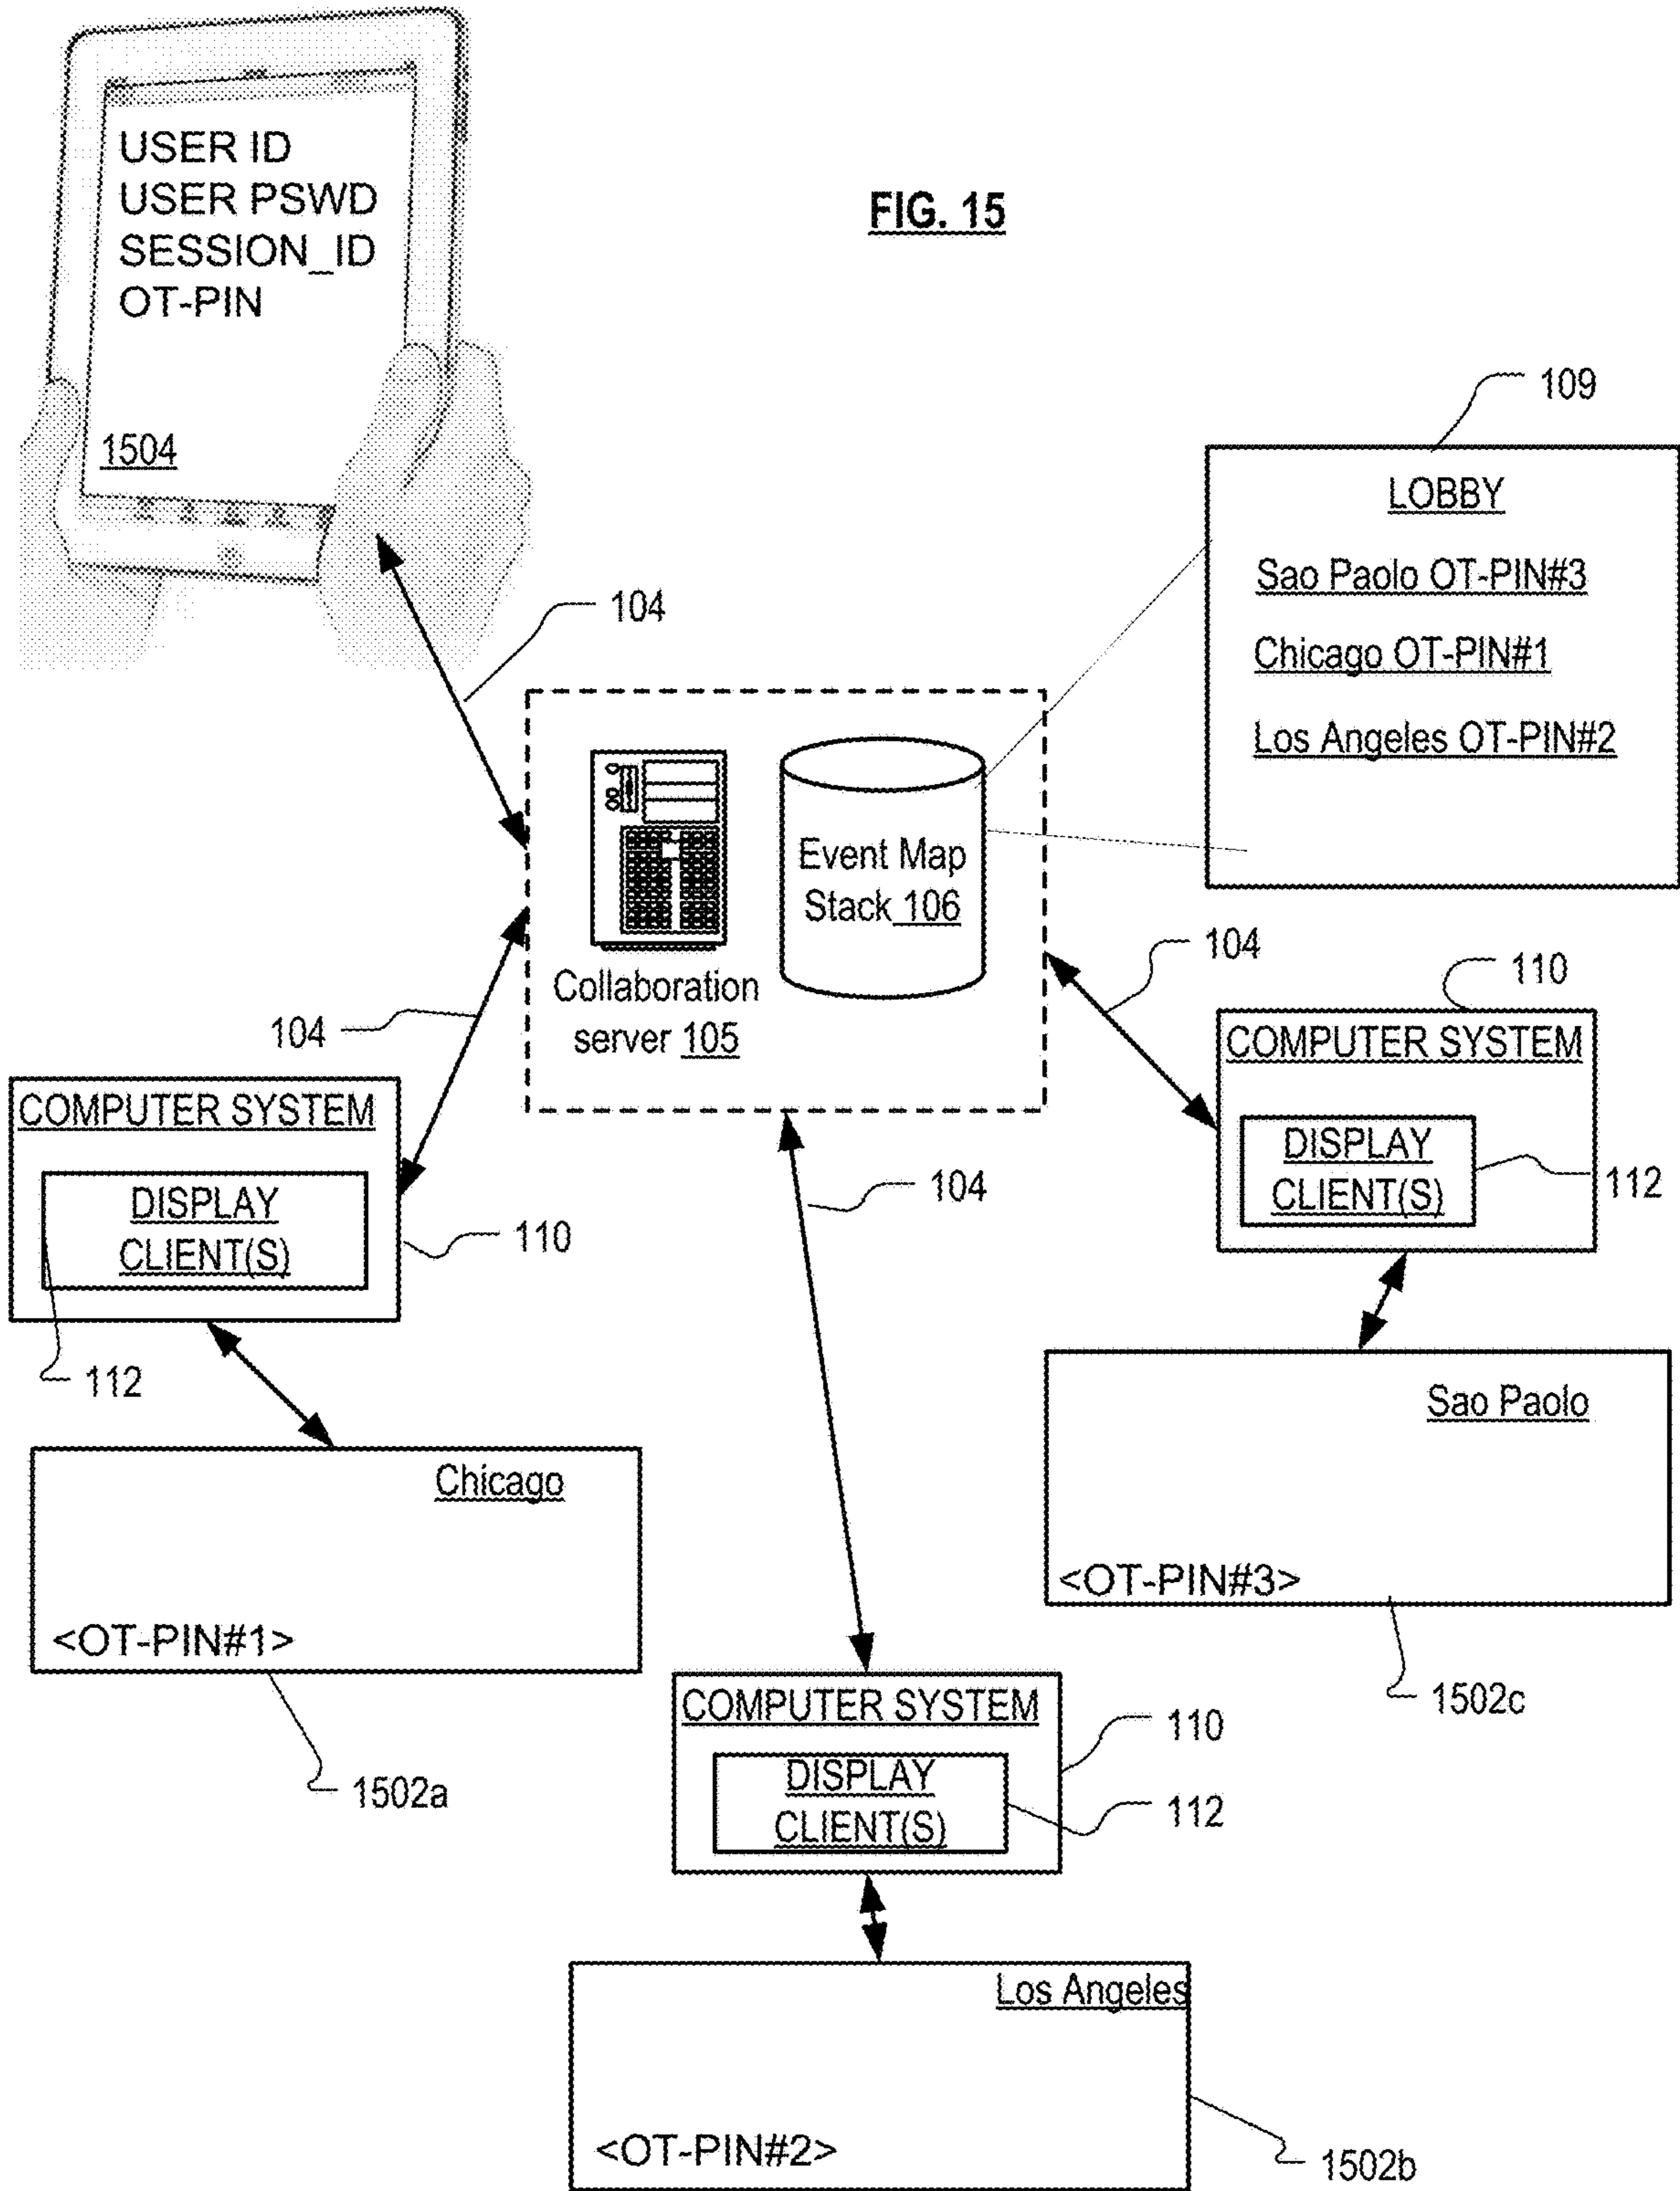 USER ID
USER PSWD
SESSION_ID
OT-PIN
1504
FIG. 15
109
LOBBY
Sao Paolo OT-PIN#3
Chicago OT-PIN#1
Los Angeles OT-PIN#2
104
Event Map
Stack 106
Collaboration
server 105
104
104
110
COMPUTER SYSTEM
DISPLAY
CLIENT(S)
112
COMPUTER SYSTEM
DISPLAY
CLIENT(S)
110
112
104
Sao Paolo
<OT-PIN#3>
1502c
Chicago
<OT-PIN#1>
1502a
COMPUTER SYSTEM
DISPLAY
CLIENT(S)
110
112
Los Angeles
<OT-PIN#2>
1502b